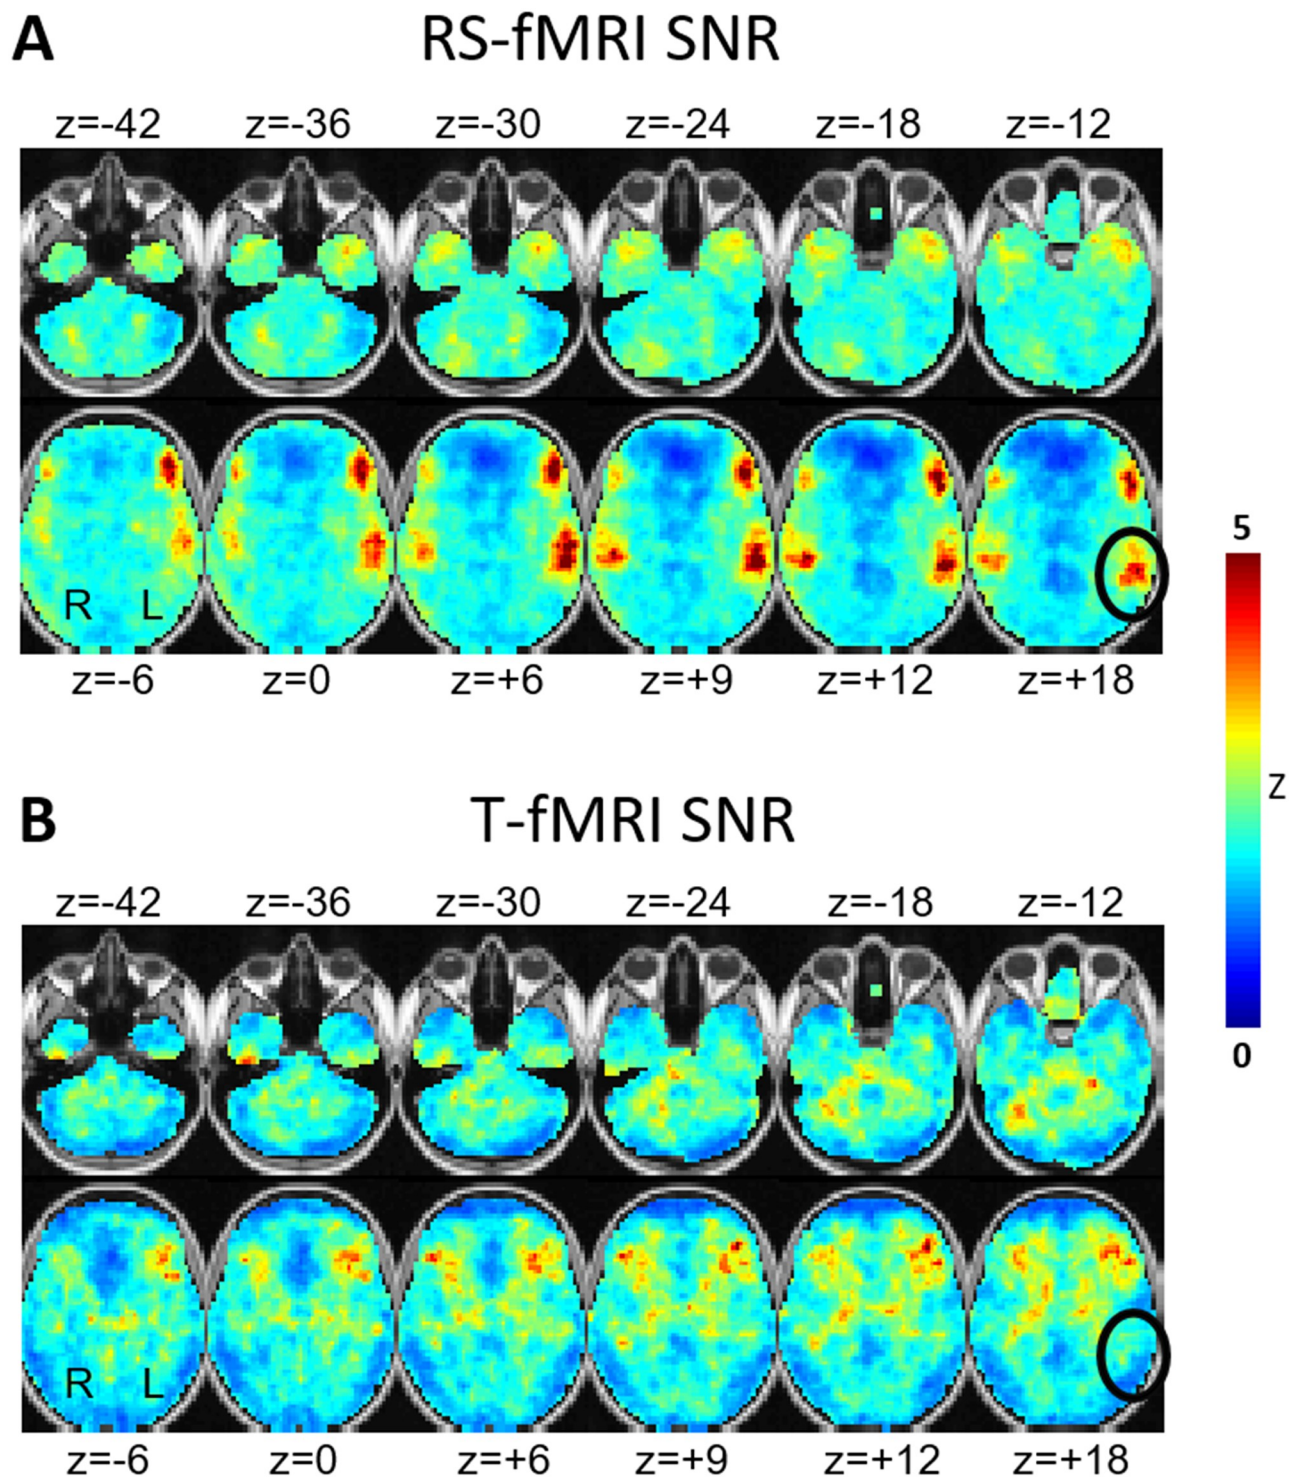 A
RS-fMRI SNR
z=-42 z=-36 z=-30 z=-24 z=-18 z=-12
R L
z=-6 z=0 z=+6 z=+9 z=+12 z=+18
5
Z
0
B
T-fMRI SNR
z=-42 z=-36 z=-30 z=-24 z=-18 z=-12
R L
z=-6 z=0 z=+6 z=+9 z=+12 z=+18